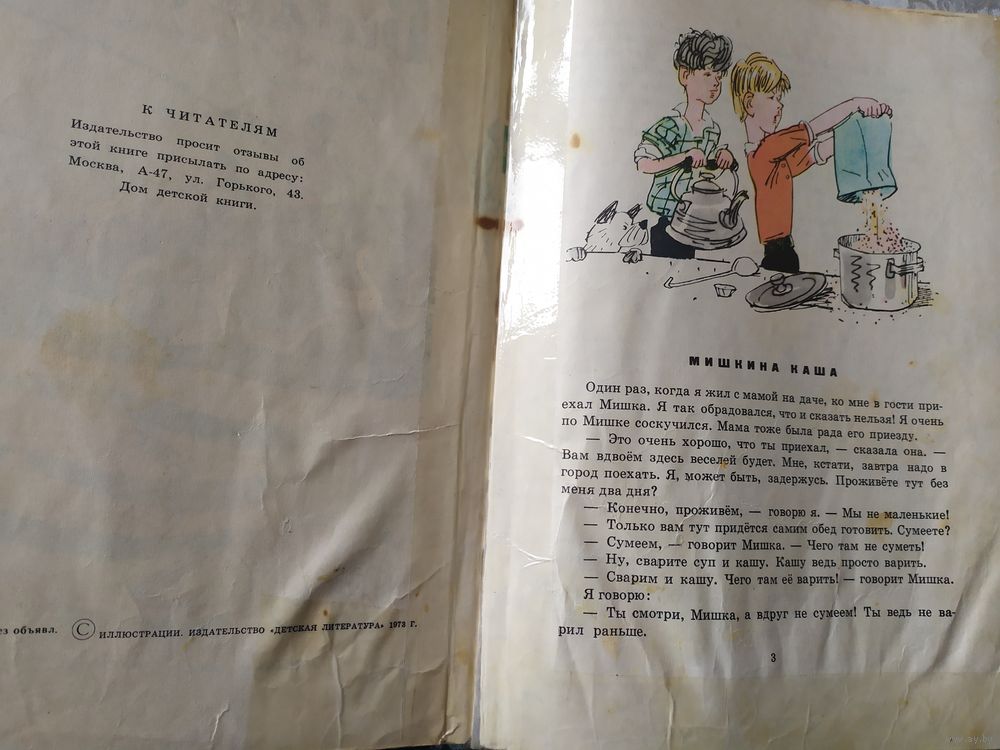 К ЧИТАТЕЛЯМ
Издательство просит отзывы об
этой книге присылать по адресу:
Москва, А-47, ул. Горького, 43.
Дом детской книги.
ез объявл.
© ИЛЛЮСТРАЦИИ. ИЗДАТЕЛЬСТВО «ДЕТСКАЯ ЛИТЕРАТУРА» 1973 Г.
МИШКИНА КАША
Один раз, когда я жил с мамой на даче, ко мне в гости при-
ехал Мишка. Я так обрадовался, что и сказать нельзя! Я очень
по Мишке соскучился. Мама тоже была рада его приезду.
— Это очень хорошо, что ты приехал, — сказала она. —
Вам вдвоём здесь веселей будет. Мне, кстати, завтра надо в
город поехать. Я, может быть, задержусь. Проживёте тут без
меня два дня?
— Конечно, проживём, — говорю я. — Мы не маленькие!
— Только вам тут придётся самим обед готовить. Сумеете?
— Сумеем, — говорит Мишка. — Чего там не суметь!
— Ну, сварите суп и кашу. Кашу ведь просто варить.
— Сварим и кашу. Чего там её варить! — говорит Мишка.
Я говорю:
— Ты смотри, Мишка, а вдруг не сумеем! Ты ведь не ва-
рил раньше.
3
www.ay.by